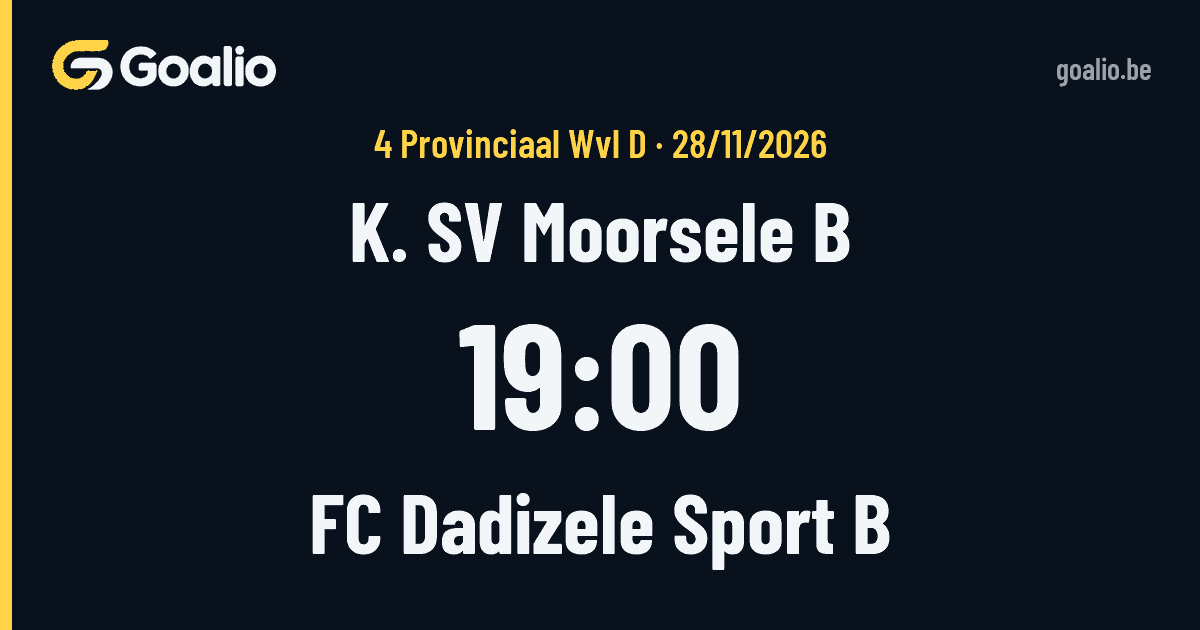 Goalio
goalio.be
4 Provinciaal Wvl D · 28/11/2026
K. SV Moorsele B
19:00
FC Dadizele Sport B